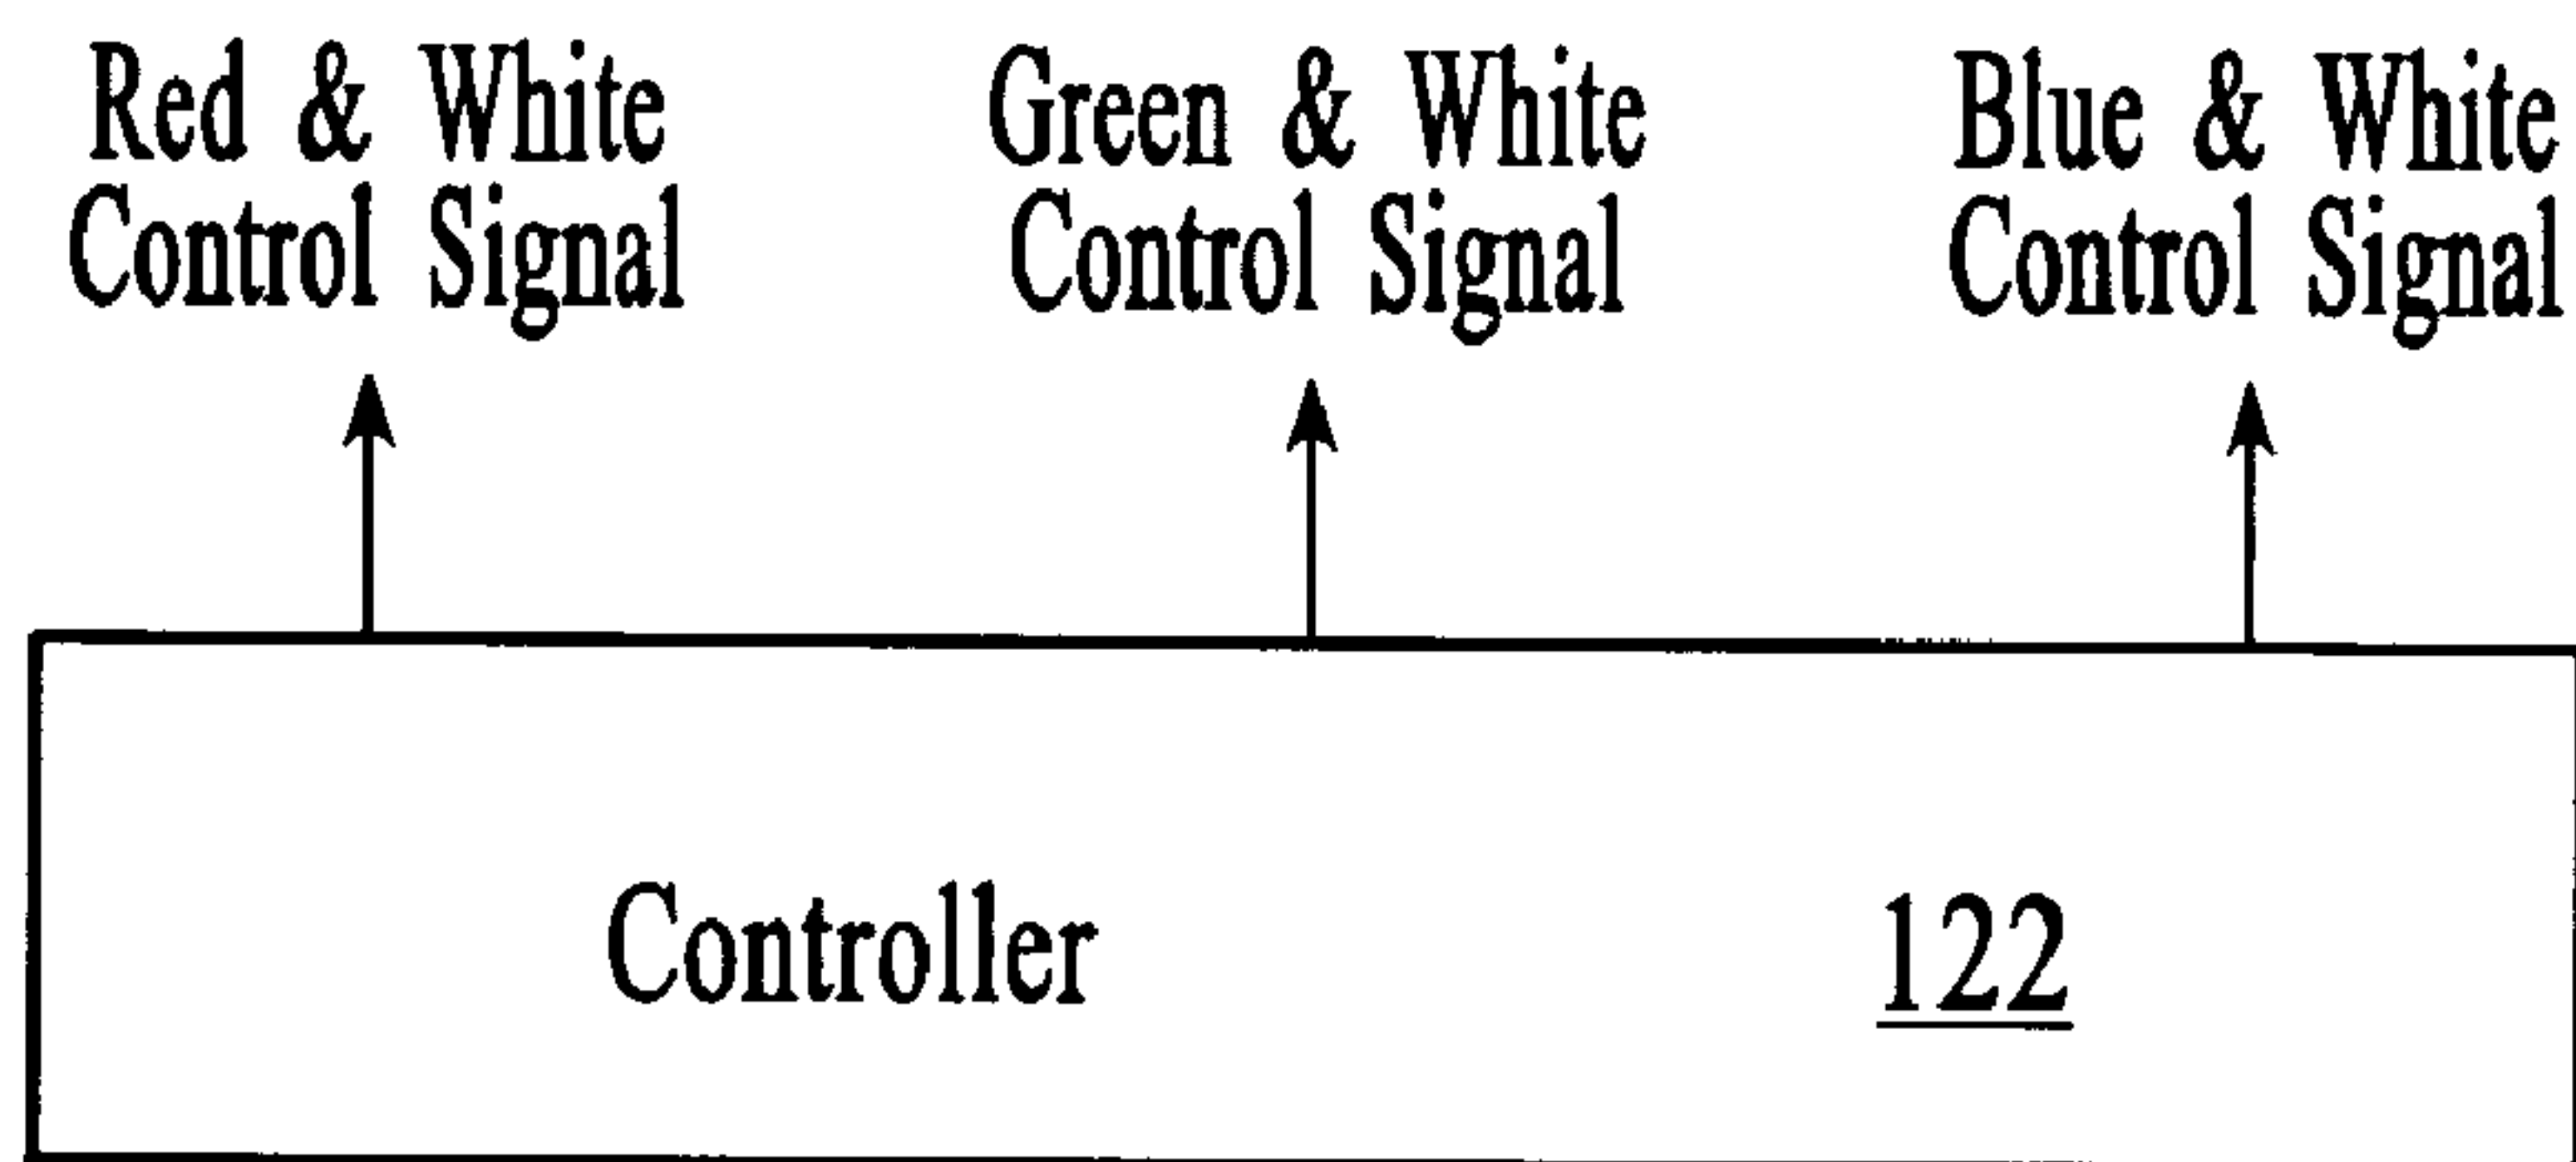 Red & White
Control Signal
Green & White
Control Signal
Blue & White
Control Signal
Controller
122